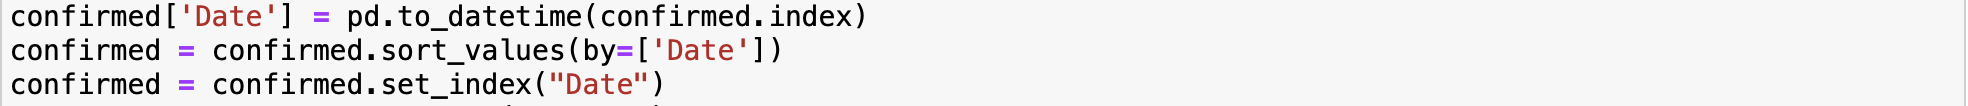 confirmed['Date'] = pd.to_datetime(confirmed.index)
confirmed = confirmed.sort_values(by=['Date'])
confirmed = confirmed.set_index("Date")